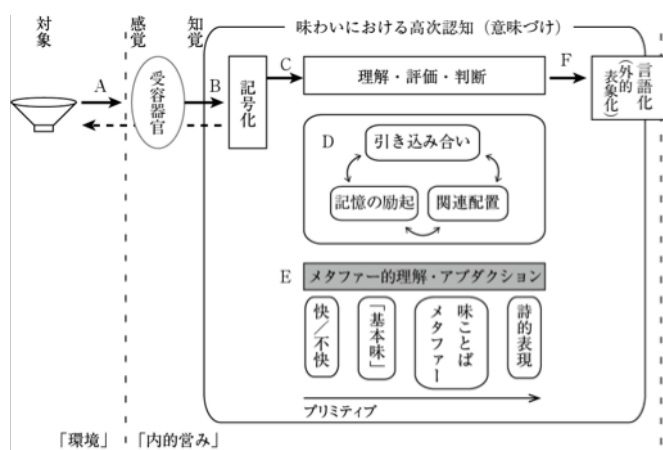 対象
感覚
知覚
味わいにおける高次認知（意味づけ）
A
受容器官
B
記号化
C
理解・評価・判断
F
言語化
（外的表象化）
D
引き込み合い
記憶の励起
関連配置
E
メタファー的理解・アブダクション
快／不快
「基本味」
味ことば
メタファー
詩的表現
プリミティブ
「環境」
「内的営み」